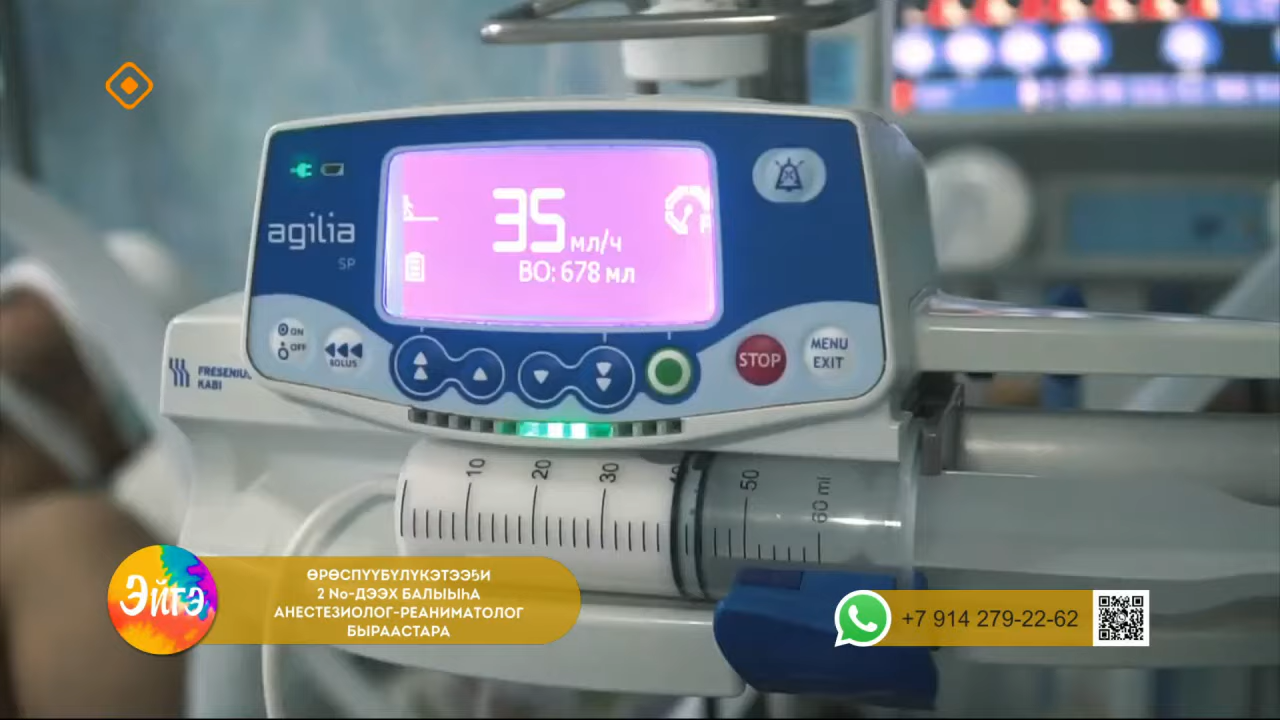 agilia
SP
35 мл/ч
ВО: 678 мл
ON
OFF
BOLUS
STOP
MENU
EXIT
FRESENIUS
KABI
10
20
30
50
60 ml
Эйгэ
ӨРӨСПҮҮБҮЛҮКЭТЭЭҔИ
2 №-ДЭЭХ БАЛЫЫҺА
АНЕСТЕЗИОЛОГ-РЕАНИМАТОЛОГ
БЫРААСТАРА
+7 914 279-22-62